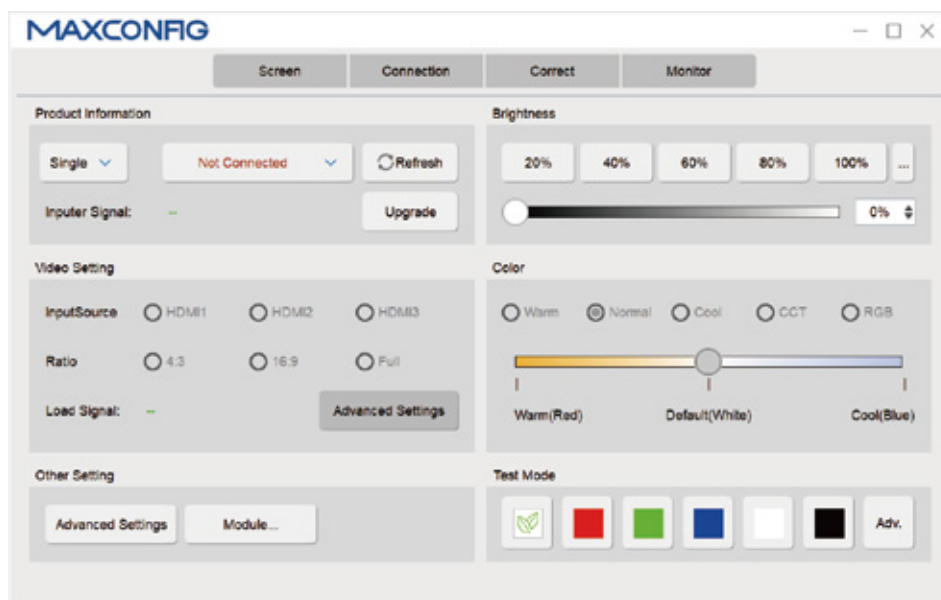 MAXCONFIG
Screen Connection Correct Monitor
Product Information
Single Not Connected Refresh
Inputer Signal: --
Upgrade
Brightness
20% 40% 60% 80% 100% ...
0%
Video Setting
InputSource HDMI1 HDMI2 HDMI3
Ratio 4:3 16:9 Full
Load Signal: --
Advanced Settings
Color
Warm Normal Cool CCT RGB
Warm(Red) Default(White) Cool(Blue)
Other Setting
Advanced Settings Module...
Test Mode
Adv.